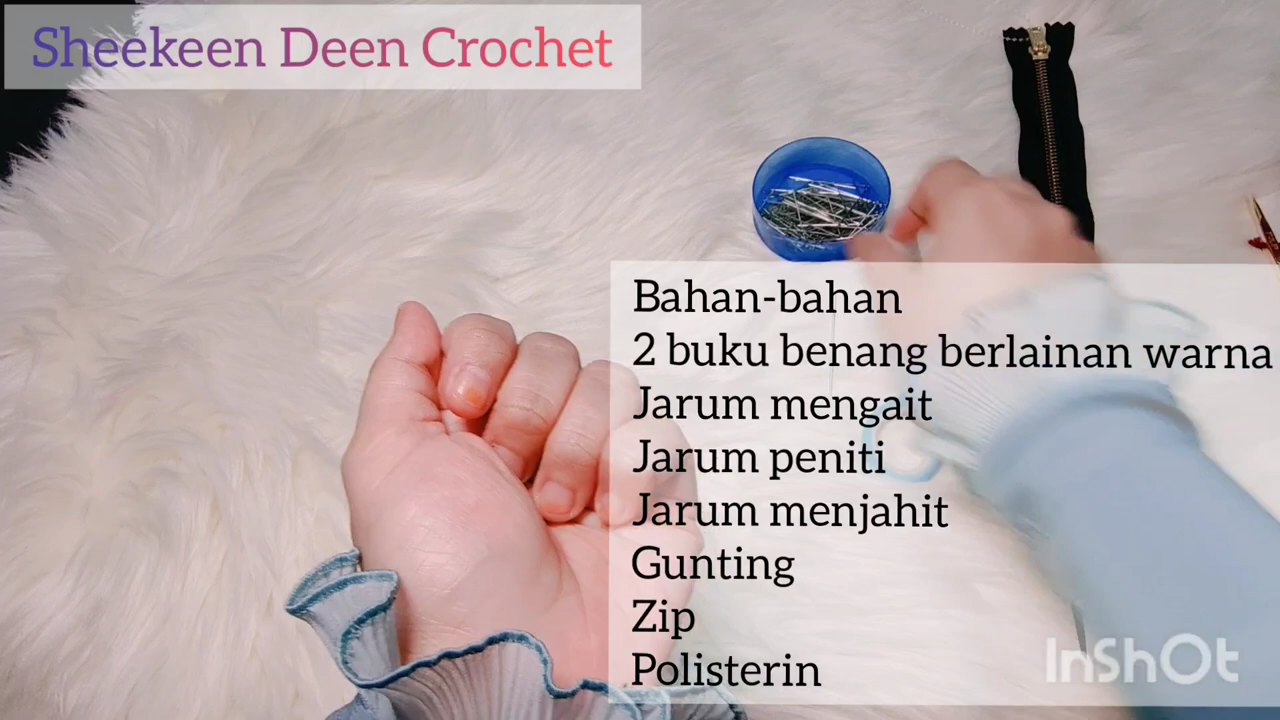 Sheekeen Deen Crochet
Bahan-bahan
2 buku benang berlainan warna
Jarum mengait
Jarum peniti
Jarum menjahit
Gunting
Zip
Polisterin
InShOt